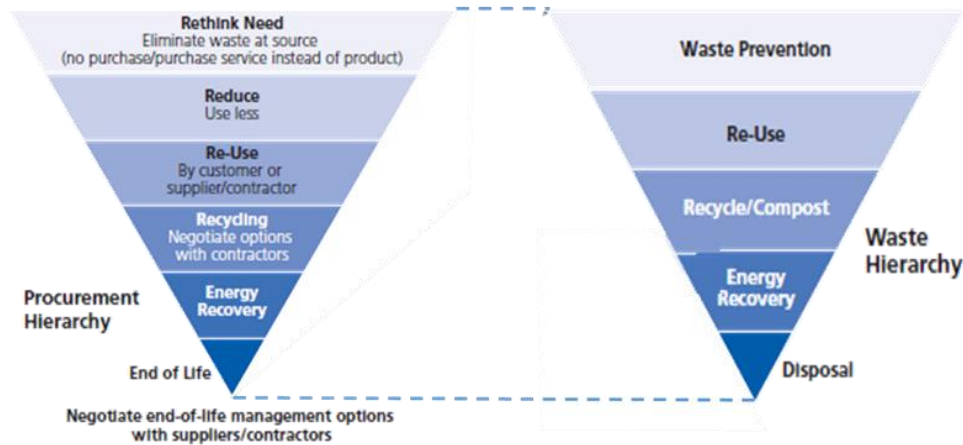 Rethink Need
Eliminate waste at source
(no purchase/purchase service instead of product)
Reduce
Use less
Re-Use
By customer or
supplier/contractor
Recycling
Negotiate options
with contractors
Energy
Recovery
Procurement
Hierarchy
End of Life
Negotiate end-of-life management options
with suppliers/contractors
Waste Prevention
Re-Use
Recycle/Compost
Energy
Recovery
Waste
Hierarchy
Disposal